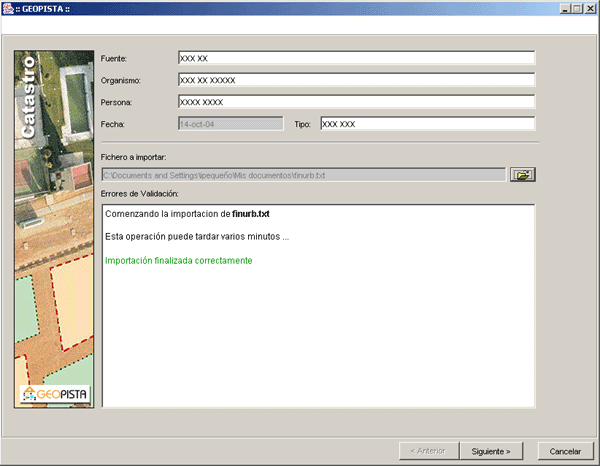 :: GEOPISTA
Catastro
Fuente: XXX XX
Organismo: XXX XX XXXXX
Persona: XXXX XXXX
Fecha: 14-oct-04 Tipo: XXX XXX
Fichero a importar:
C:\Documents and Settings\lpequeño\Mis documentos\finurb.txt
Errores de Validación:
Comenzando la importacion de finurb.txt
Esta operación puede tardar varios minutos ...
Importación finalizada correctamente
GEOPISTA
< Anterior Siguiente » Cancelar